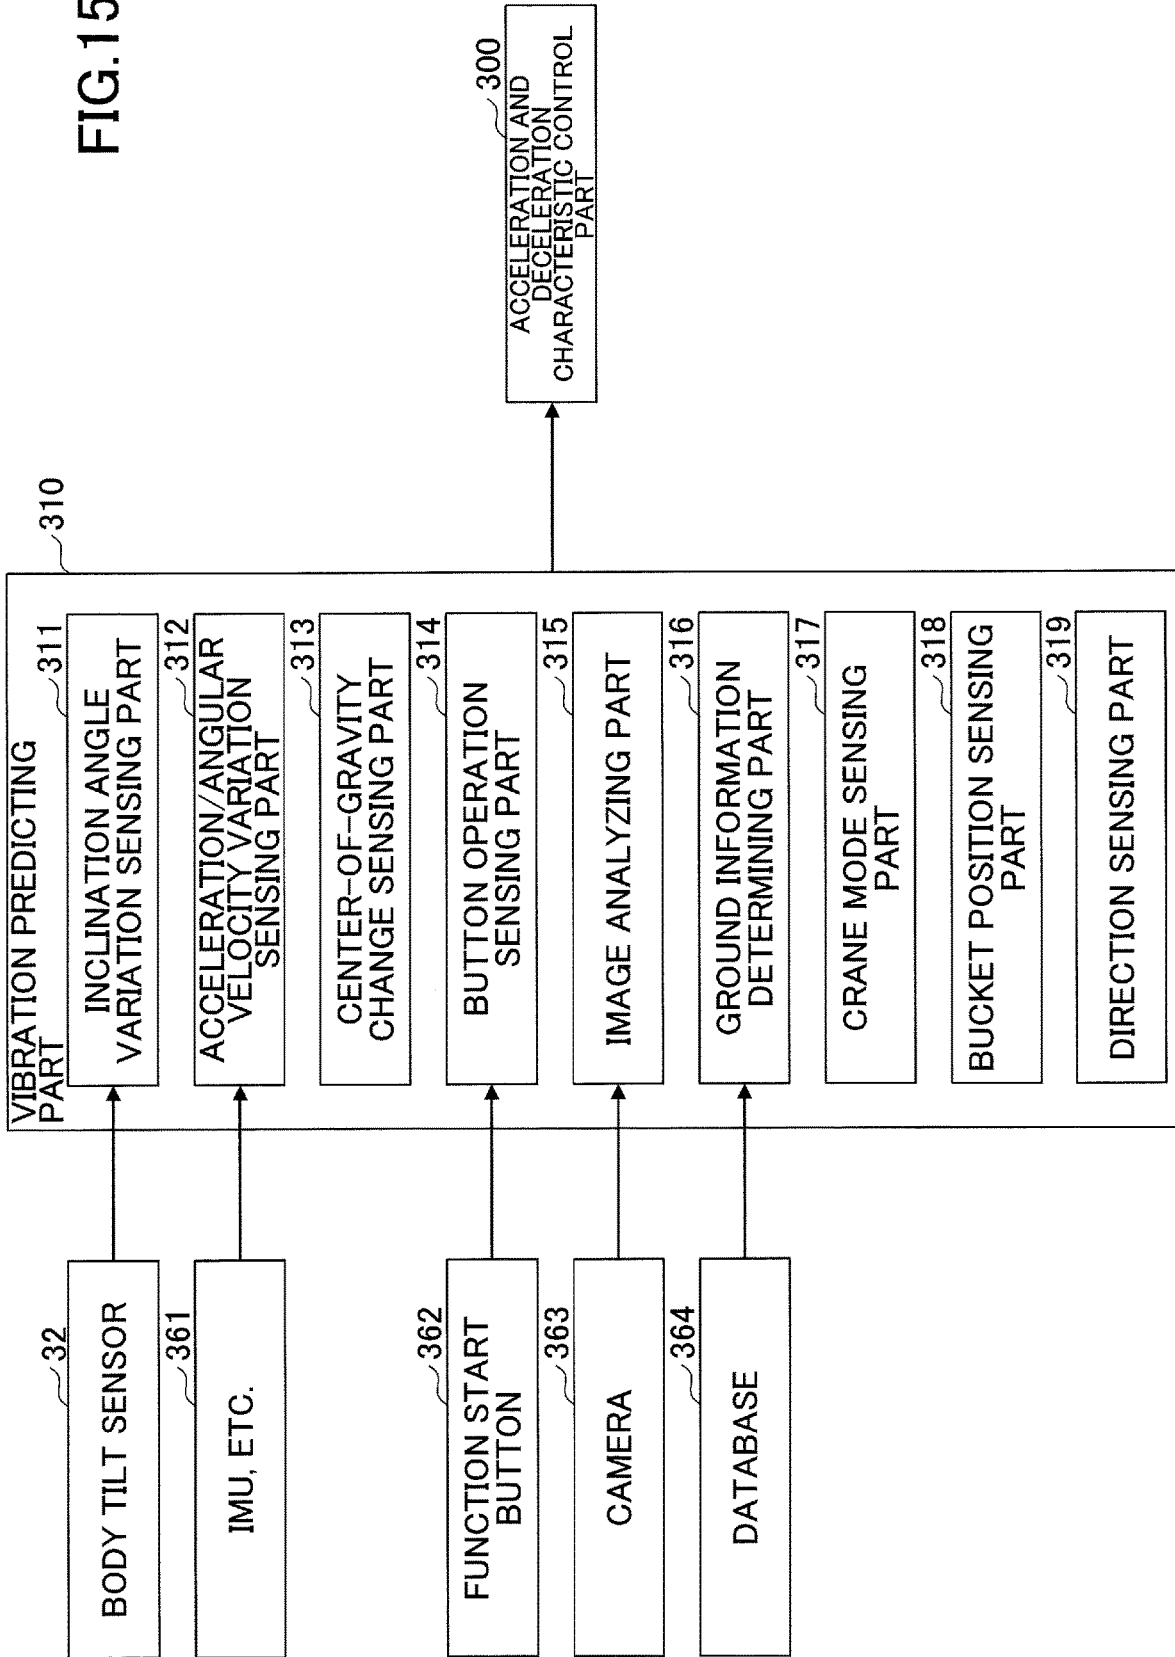 FIG.15
32
BODY TILT SENSOR
361
IMU, ETC.
362
FUNCTION START
BUTTON
363
CAMERA
364
DATABASE
310
VIBRATION PREDICTING
PART
311
INCLINATION ANGLE
VARIATION SENSING PART
312
ACCELERATION/ANGULAR
VELOCITY VARIATION
SENSING PART
313
CENTER-OF-GRAVITY
CHANGE SENSING PART
314
BUTTON OPERATION
SENSING PART
315
IMAGE ANALYZING PART
316
GROUND INFORMATION
DETERMINING PART
317
CRANE MODE SENSING
PART
318
BUCKET POSITION SENSING
PART
319
DIRECTION SENSING PART
300
ACCELERATION AND
DECELERATION
CHARACTERISTIC CONTROL
PART